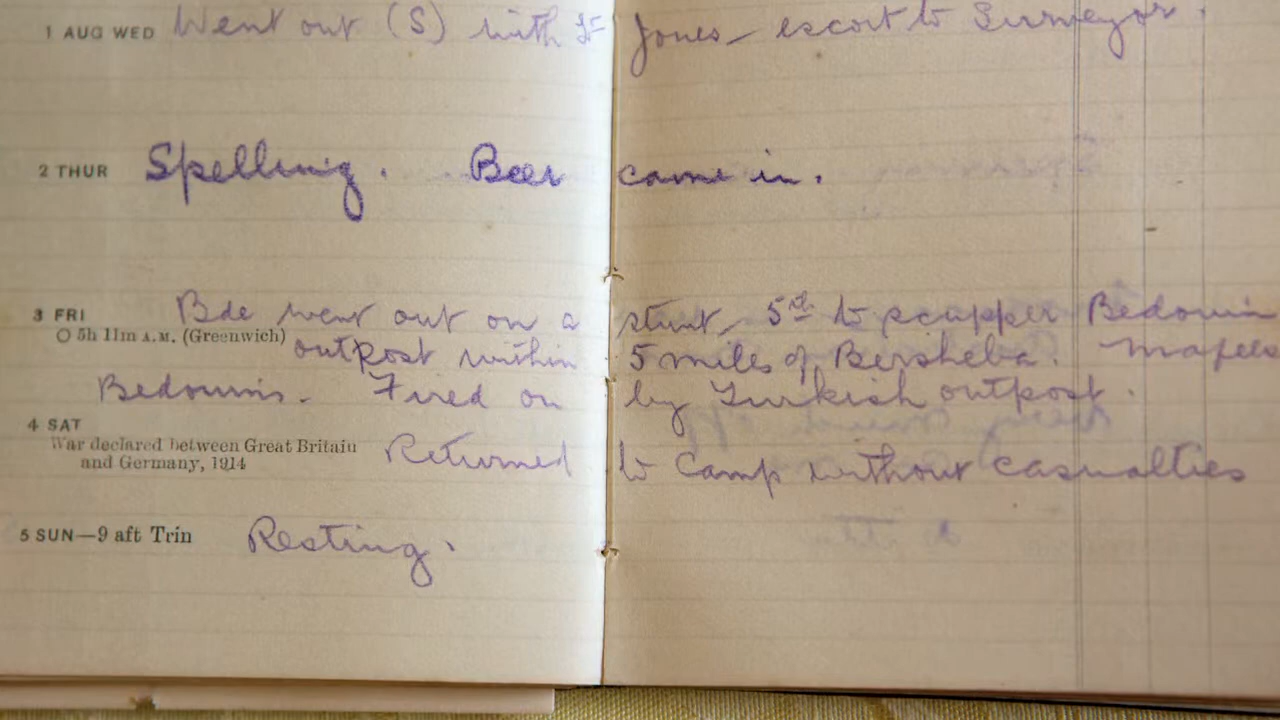 1 AUG WED Went out (S) with Lt Jones – escort to Surveyor.
2 THUR Spelling. Beer came in.
3 FRI Bde went out on a stunt, 5th to scupper Bedouin
5h 11m A.M. (Greenwich) outpost within 5 miles of Bersheba.
Bedouins. Fired on by Turkish outpost.
4 SAT
War declared between Great Britain
and Germany, 1914 Returned to Camp without casualties
5 SUN—9 aft Trin Resting.